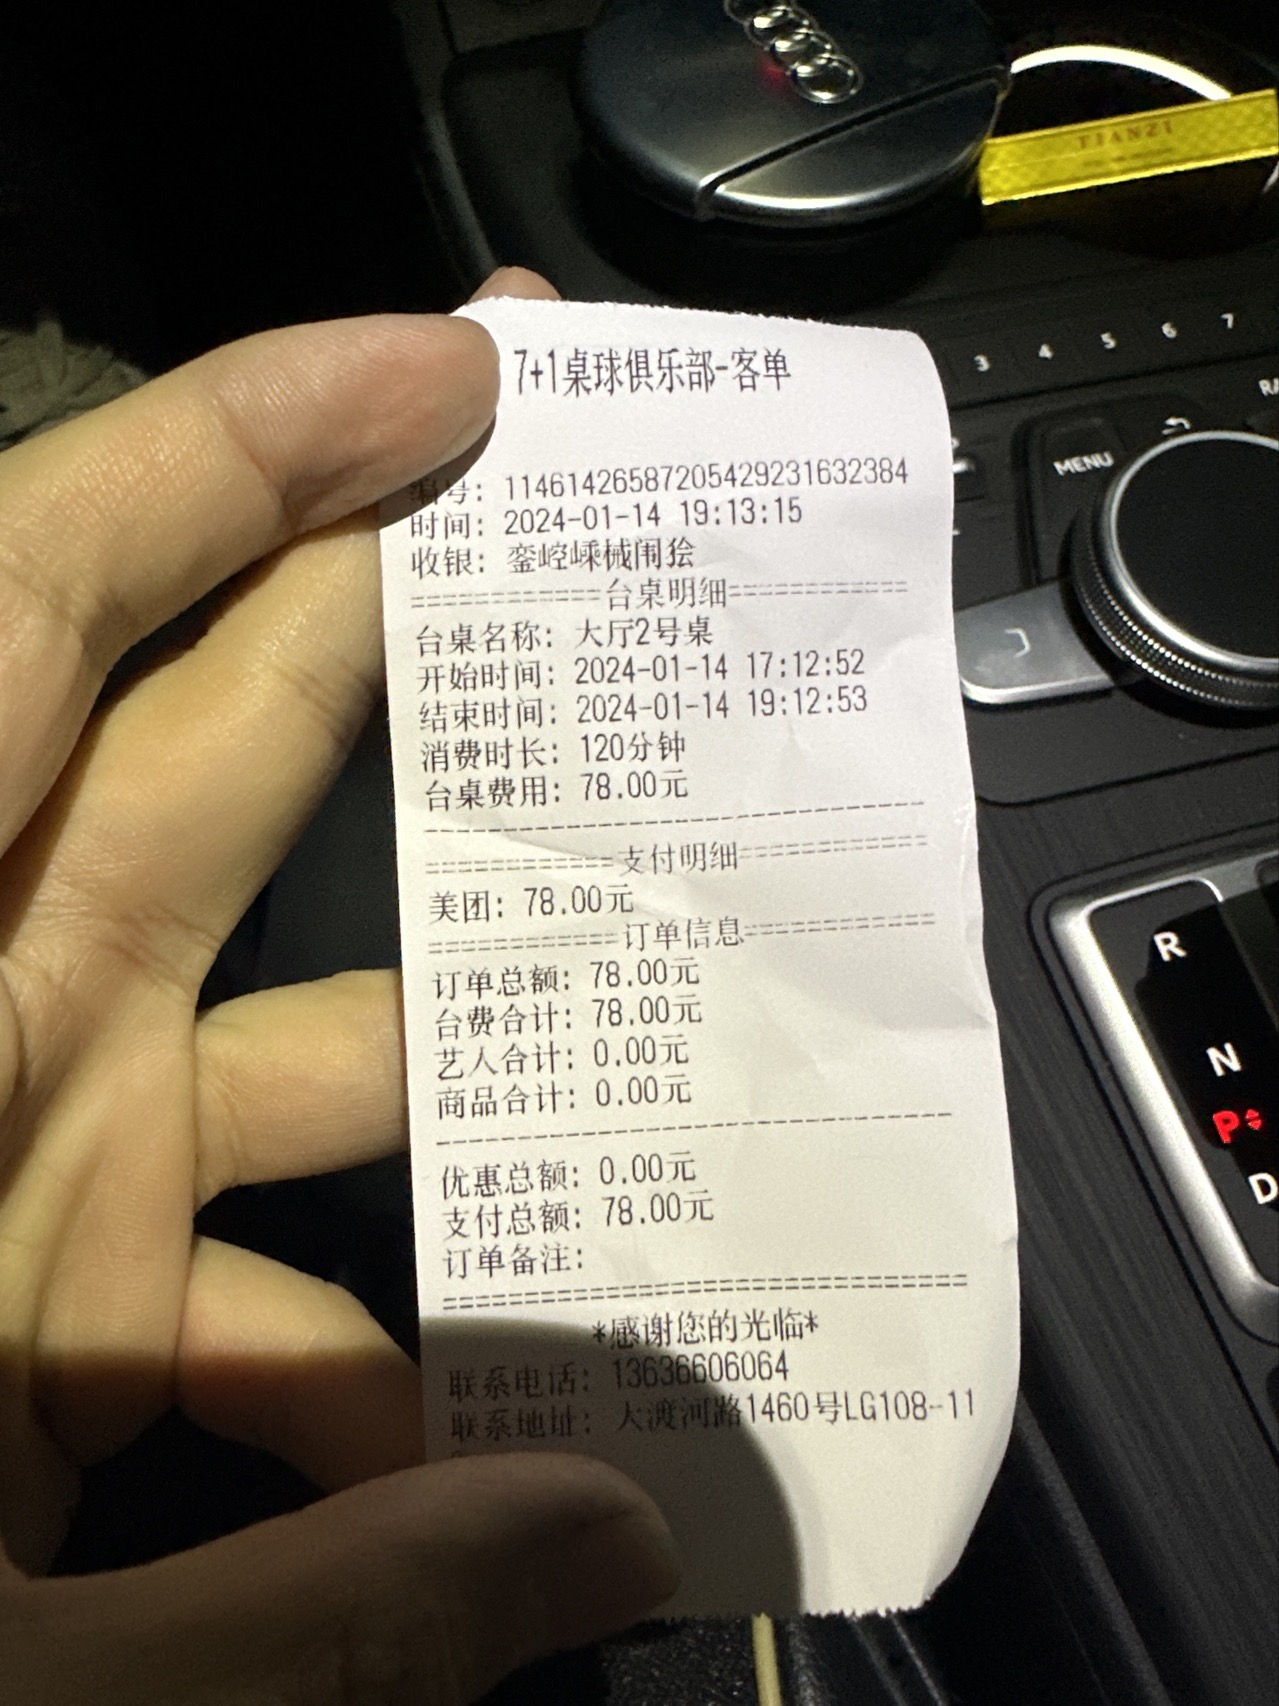 TIANZI
3 4 5 6 7
RA
MENU
7+1桌球俱乐部-客单
编号: 1146142658720542923163​2384
时间: 2024-01-14 19:13:15
收银: 銮崆嵊械闱狯
============台桌明细============
台桌名称: 大厅2号桌
开始时间: 2024-01-14 17:12:52
结束时间: 2024-01-14 19:12:53
消费时长: 120分钟
台桌费用: 78.00元
--------------------------------
============支付明细============
美团: 78.00元
============订单信息============
订单总额: 78.00元
台费合计: 78.00元
艺人合计: 0.00元
商品合计: 0.00元
--------------------------------
优惠总额: 0.00元
支付总额: 78.00元
订单备注:
================================
*感谢您的光临*
联系电话: 13636606064
联系地址: 大渡河路1460号LG108-11
R
N
P
D